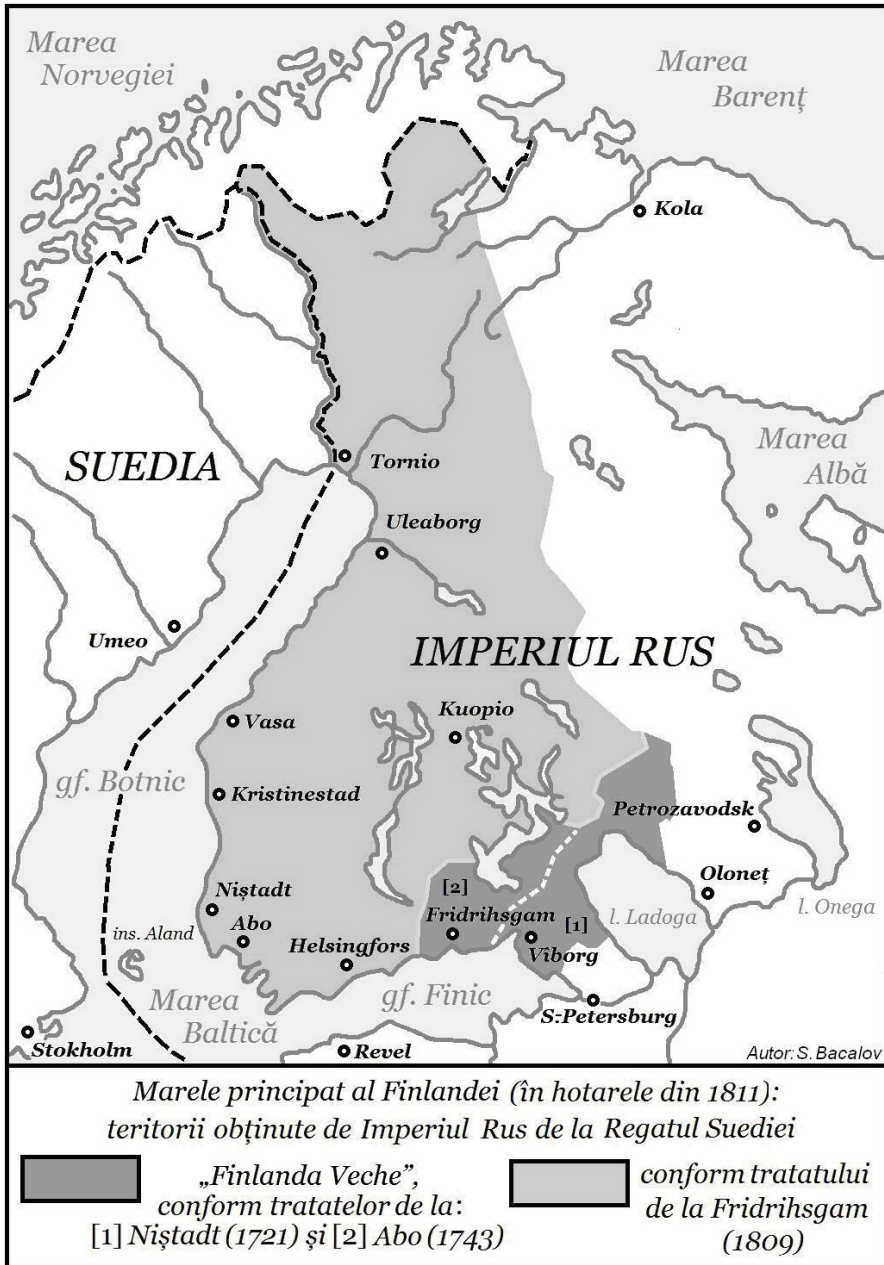 Marea
Norvegiei
Marea
Barenț
Kola
SUEDIA
Tornio
Marea
Albă
Uleaborg
Umeo
IMPERIUL RUS
Vasa
Kuopio
gf. Botnic
Kristinestad
Petrozavodsk
Niștadt
[2]
Oloneț
Abo
Fridrihsgam
[1]
l. Ladoga
l. Onega
ins. Aland
Helsingfors
Vîborg
Marea
Baltică
gf. Finic
S-Petersburg
Stokholm
Revel
Autor: S. Bacalov
Marele principat al Finlandei (în hotarele din 1811):
teritorii obținute de Imperiul Rus de la Regatul Suediei
„Finlanda Veche”,
conform tratatelor de la:
[1] Niștadt (1721) și [2] Abo (1743)
conform tratatului
de la Fridrihsgam
(1809)